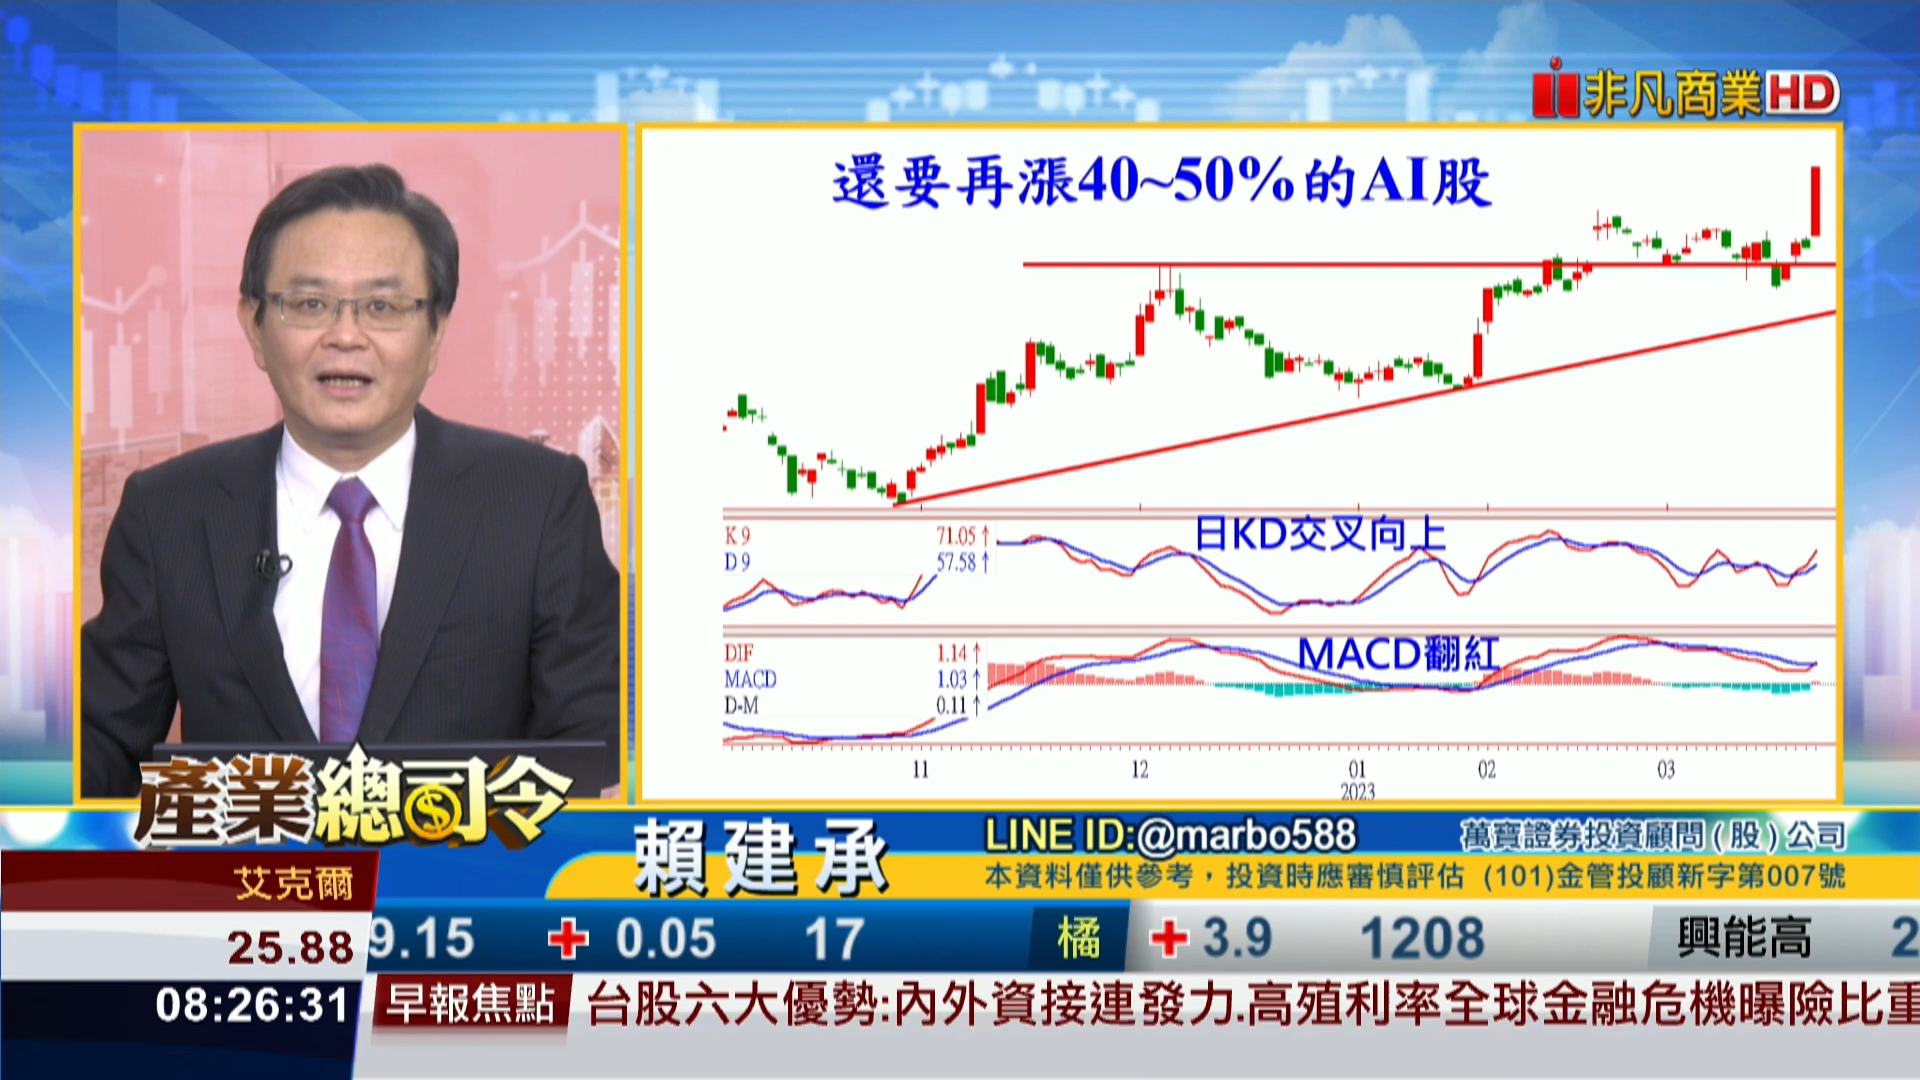 非凡商業HD
還要再漲40~50%的AI股
K 9 71.05↑
D 9 57.58↑
日KD交叉向上
DIF 1.14↑
MACD 1.03↑
D-M 0.11↑
MACD翻紅
11 12 01 02 03
2023
產業總司令
賴建承
LINE ID:@marbo588
萬寶證券投資顧問(股)公司
本資料僅供參考，投資時應審慎評估 (101)金管投顧新字第007號
艾克爾
25.88
9.15 + 0.05 17 橘 + 3.9 1208 興能高 2
08:26:31
早報焦點
台股六大優勢:內外資接連發力.高殖利率全球金融危機曝險比重